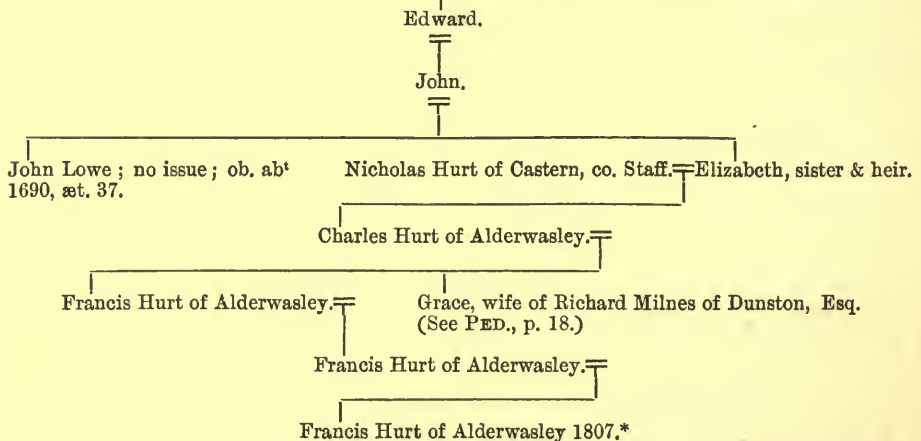 Edward.
John.
John Lowe ; no issue ; ob. abᵗ
1690, æt. 37.
Nicholas Hurt of Castern, co. Staff.
Elizabeth, sister & heir.
Charles Hurt of Alderwasley.
Francis Hurt of Alderwasley.
Grace, wife of Richard Milnes of Dunston, Esq.
(See PED., p. 18.)
Francis Hurt of Alderwasley.
Francis Hurt of Alderwasley 1807.*